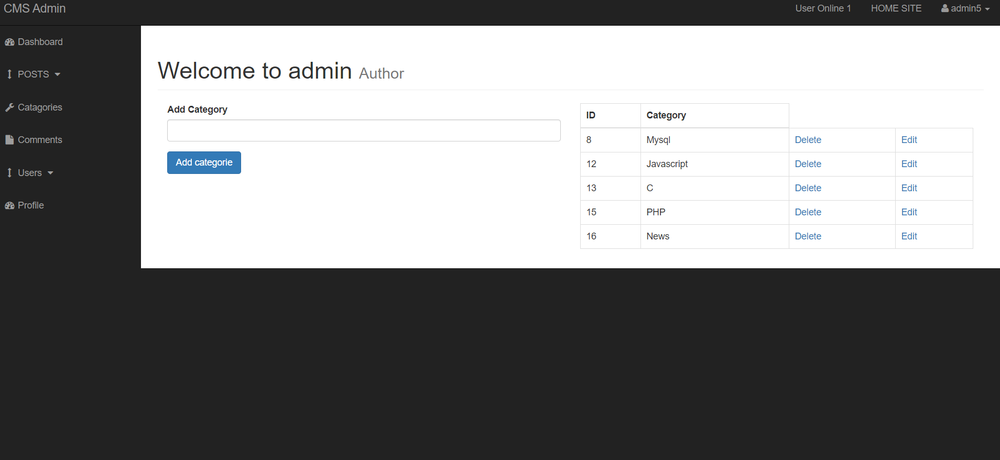 CMS Admin
User Online 1
HOME SITE
admin5
Dashboard
POSTS
Catagories
Comments
Users
Profile
Welcome to admin Author
Add Category
Add categorie
ID Category
8 Mysql Delete Edit
12 Javascript Delete Edit
13 C Delete Edit
15 PHP Delete Edit
16 News Delete Edit